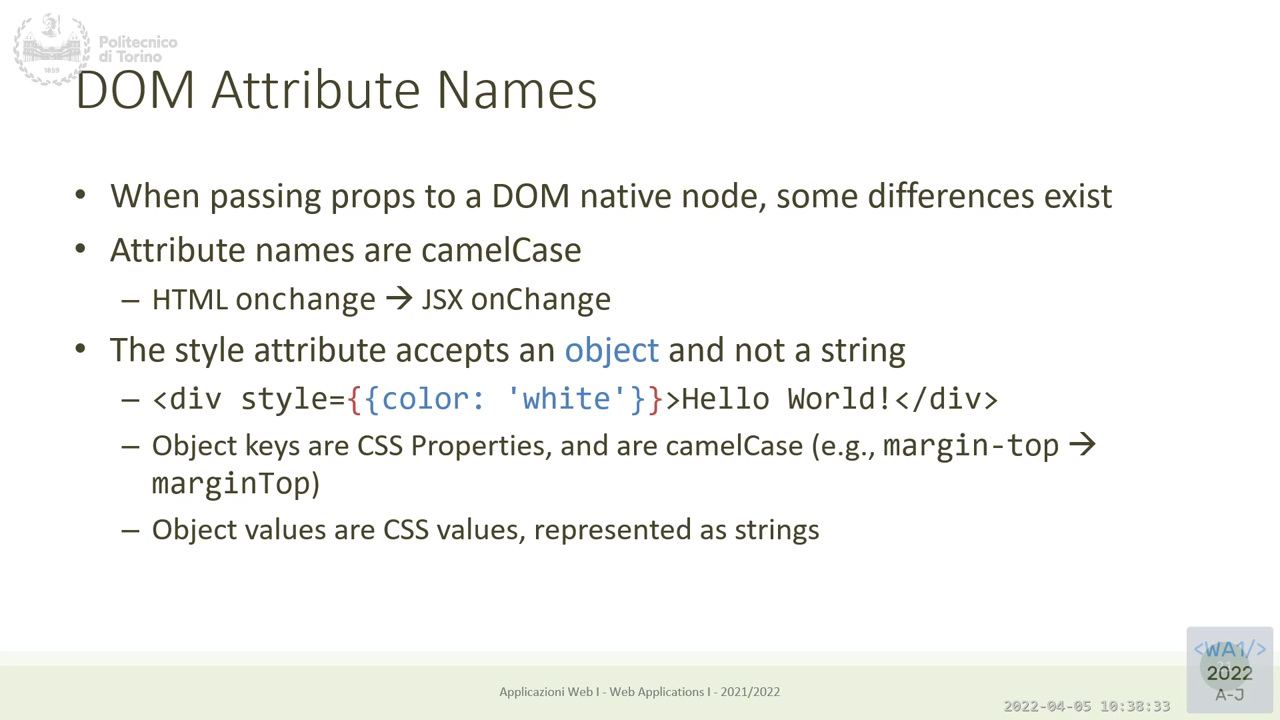 Politecnico
di Torino
1859
DOM Attribute Names
• When passing props to a DOM native node, some differences exist
• Attribute names are camelCase
– HTML onchange → JSX onChange
• The style attribute accepts an object and not a string
– <div style={{color: 'white'}}>Hello World!</div>
– Object keys are CSS Properties, and are camelCase (e.g., margin-top →
marginTop)
– Object values are CSS values, represented as strings
Applicazioni Web I - Web Applications I - 2021/2022
2022-04-05 10:38:33
<WA1/>
2022
A-J